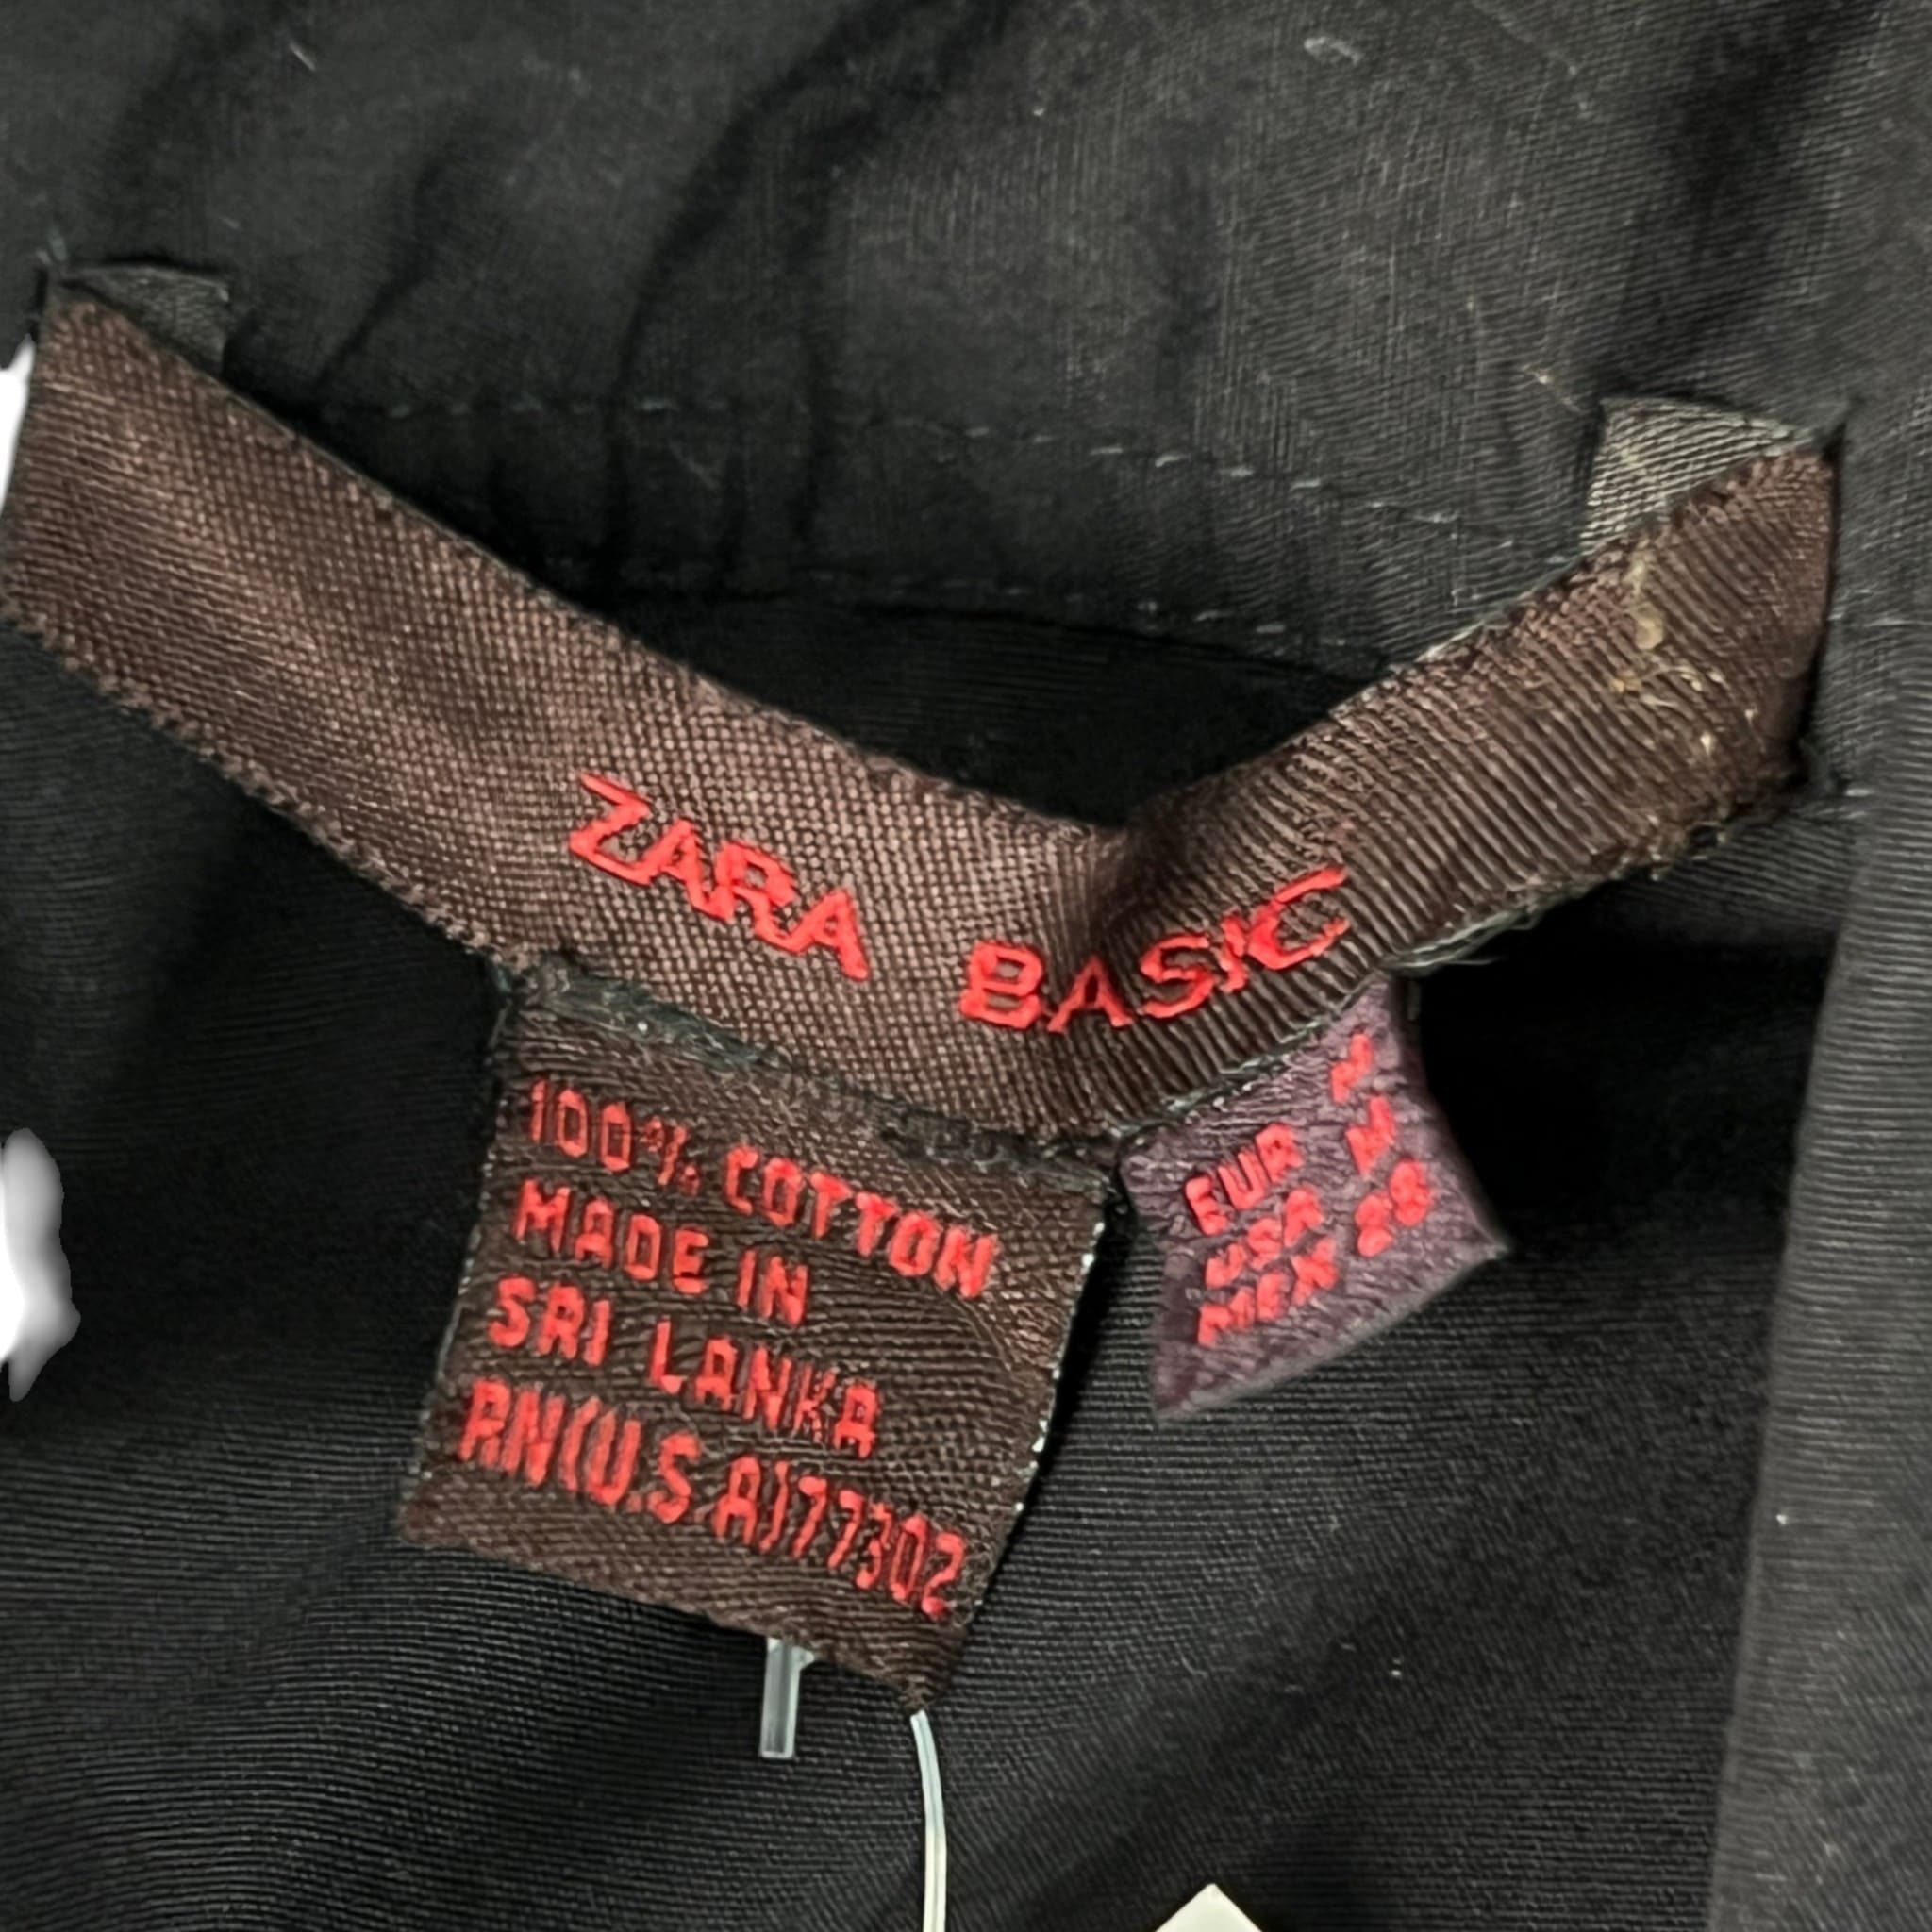 ZARA BASIC
100% COTTON
MADE IN
SRI LANKA
RN(U.S.A)77302
EUR M
USA M
MEX 28